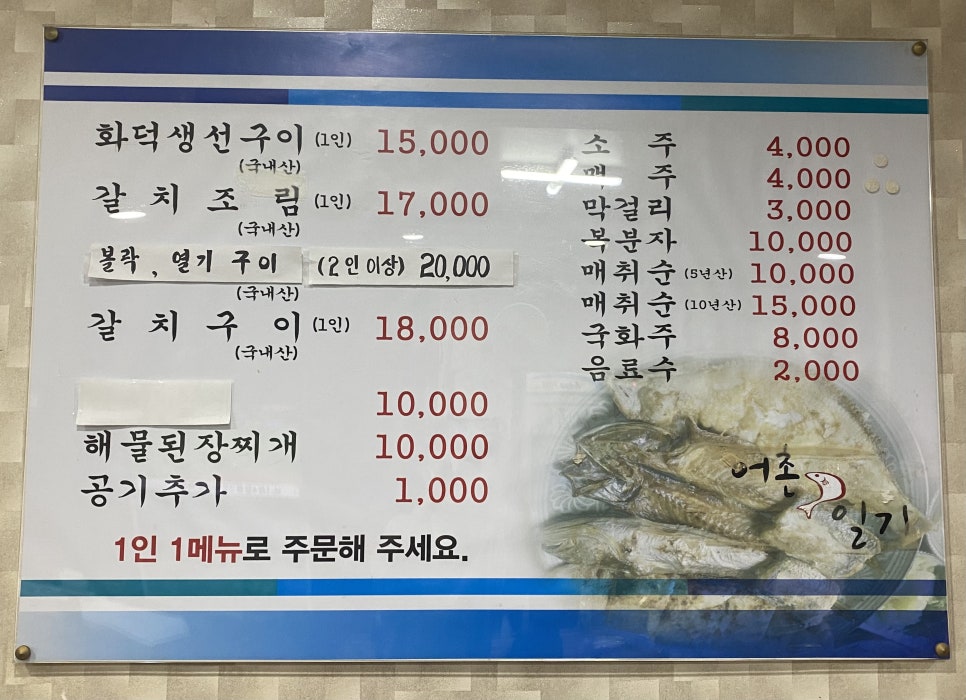 화덕생선구이 (1인) 15,000
(국내산)
갈치조림 (1인) 17,000
(국내산)
볼락, 열기 구이 (2인이상) 20,000
(국내산)
갈치구이 (1인) 18,000
(국내산)
10,000
해물된장찌개 10,000
공기추가 1,000
1인 1메뉴로 주문해 주세요.
소주 4,000
맥주 4,000
막걸리 3,000
복분자 10,000
매취순 (5년산) 10,000
매취순 (10년산) 15,000
국화주 8,000
음료수 2,000
어촌
일기